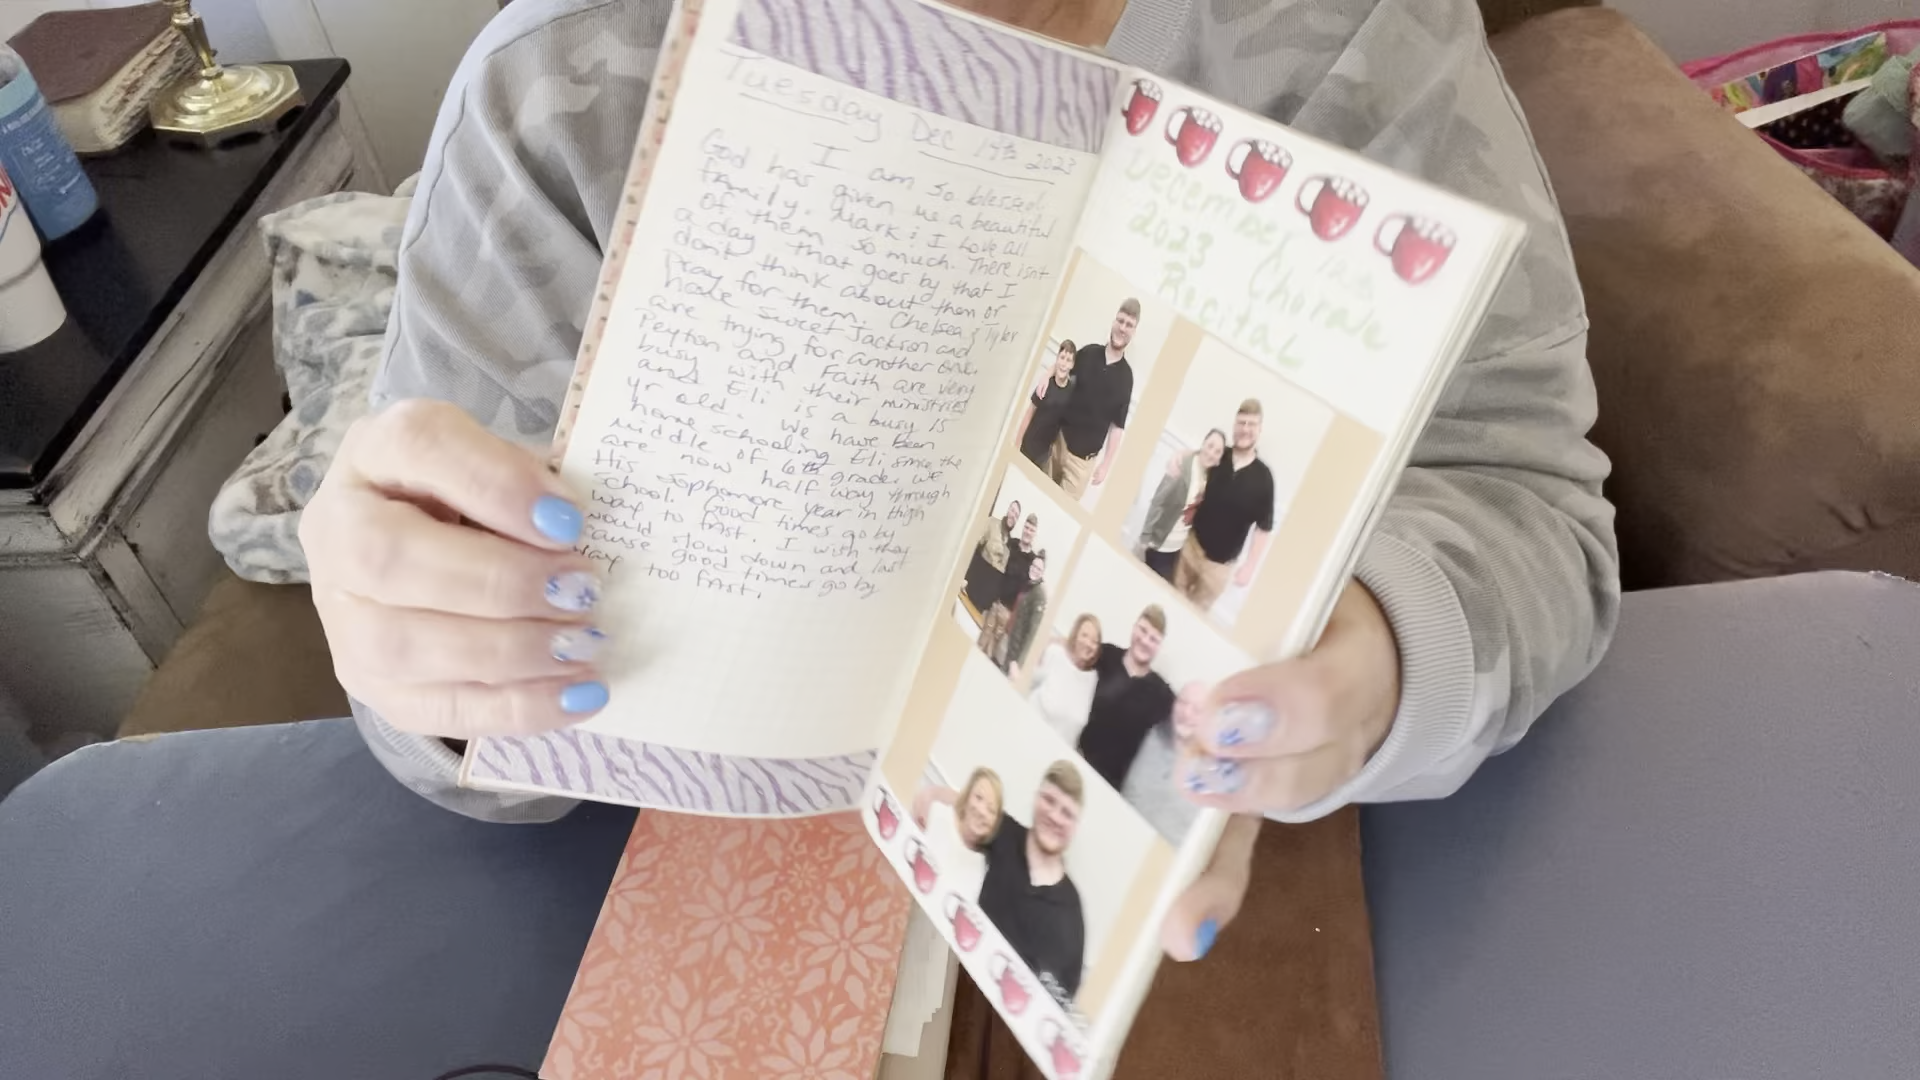 Tuesday Dec 19th 2023
I am so blessed,
God has given us a beautiful
family. Mark & I Love all
of them so much. There isn't
a day that goes by that I
don't think about them or
Pray for them. Chelsea & Tyler
have sweet Jackson and
are trying for another one.
Peyton and Faith are very
busy with their ministries
and Eli is a busy 15
yr old. We have been
home schooling Eli since the
middle of 6th grade. We
are now half way through
His Sophomore year in High
school. Good times go by
way to fast. I wish they
would slow down and last
cause good times go by
way too fast.
December
2023 Chorale
Recital